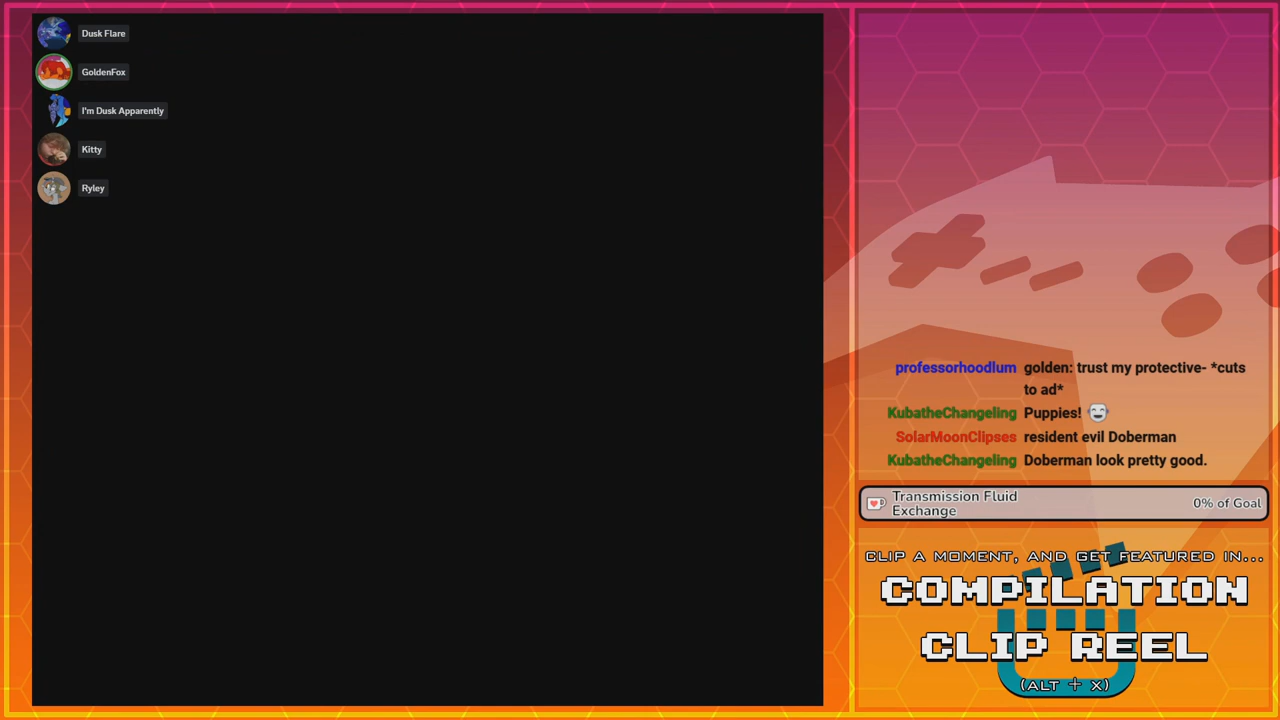 Dusk Flare
GoldenFox
I'm Dusk Apparently
Kitty
Ryley
professorhoodlum golden: trust my protective- *cuts
to ad*
KubatheChangeling Puppies!
SolarMoonClipses resident evil Doberman
KubatheChangeling Doberman look pretty good.
Transmission Fluid
Exchange
0% of Goal
CLIP A MOMENT, AND GET FEATURED IN...
COMPILATION
CLIP REEL
(ALT + X)